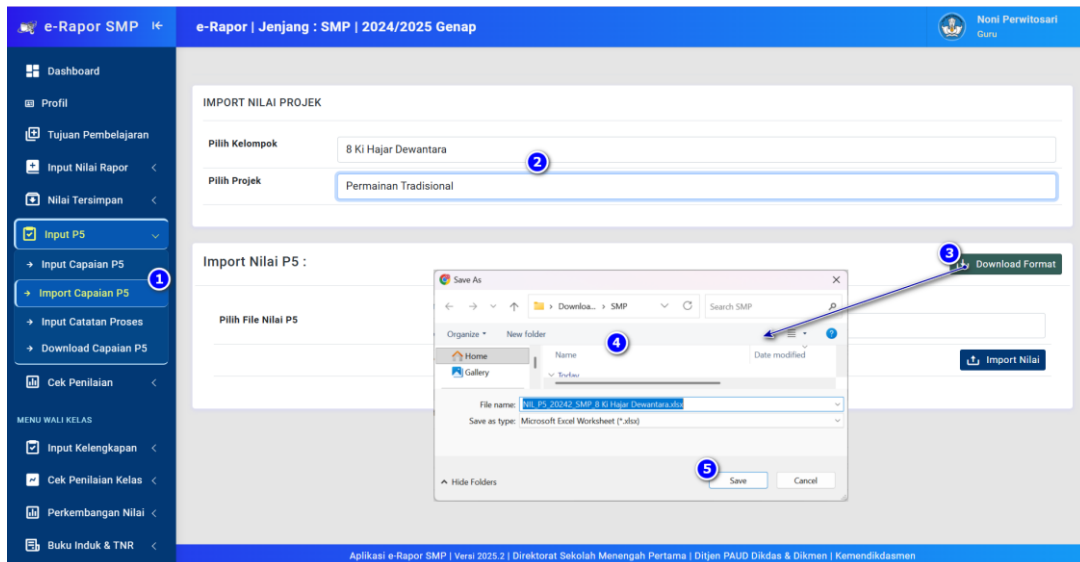 e-Rapor SMP
e-Rapor | Jenjang : SMP | 2024/2025 Genap
Noni Perwitosari
Guru
Dashboard
Profil
Tujuan Pembelajaran
Input Nilai Rapor
Nilai Tersimpan
Input P5
Input Capaian P5
1
Import Capaian P5
Input Catatan Proses
Download Capaian P5
Cek Penilaian
MENU WALI KELAS
Input Kelengkapan
Cek Penilaian Kelas
Perkembangan Nilai
Buku Induk & TNR
IMPORT NILAI PROJEK
Pilih Kelompok
8 Ki Hajar Dewantara
2
Pilih Projek
Permainan Tradisional
Import Nilai P5 :
3
Download Format
Pilih File Nilai P5
Import Nilai
Save As
Downloa... > SMP
Search SMP
Organize
New folder
4
?
Home
Gallery
Name
Date modified
Today
File name: NIL_P5_20242_SMP_8 Ki Hajar Dewantara.xlsx
Save as type: Microsoft Excel Worksheet (*.xlsx)
5
Hide Folders
Save
Cancel
Aplikasi e-Rapor SMP | Versi 2025.2 | Direktorat Sekolah Menengah Pertama | Ditjen PAUD Dikdas & Dikmen | Kemendikdasmen